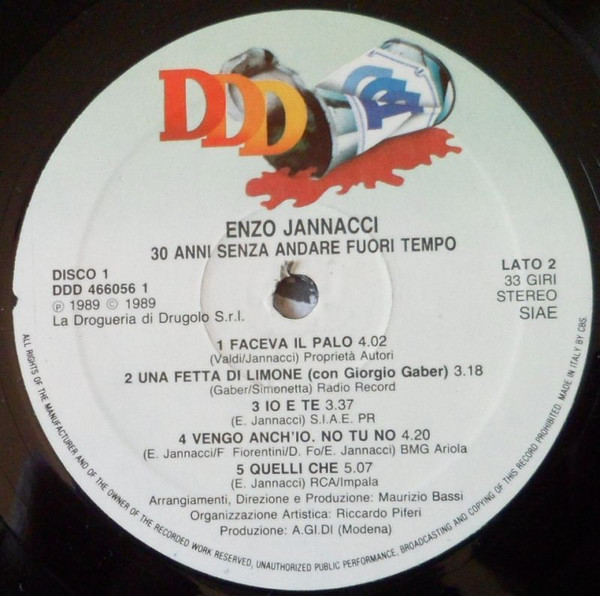 DDD
ENZO JANNACCI
30 ANNI SENZA ANDARE FUORI TEMPO
DISCO 1
DDD 466056 1
℗ 1989 © 1989
La Drogueria di Drugolo S.r.l.
LATO 2
33 GIRI
STEREO
SIAE
1 FACEVA IL PALO 4.02
(Valdi/Jannacci) Proprietà Autori
2 UNA FETTA DI LIMONE (con Giorgio Gaber) 3.18
(Gaber/Simonetta) Radio Record
3 IO E TE 3.37
(E. Jannacci) S.I.A.E. PR
4 VENGO ANCH'IO. NO TU NO 4.20
(E. Jannacci/F. Fiorentini/D. Fo/E. Jannacci) BMG Ariola
5 QUELLI CHE 5.07
(E. Jannacci) RCA/Impala
Arrangiamenti, Direzione e Produzione: Maurizio Bassi
Organizzazione Artistica: Riccardo Piferi
Produzione: A.GI.DI (Modena)
ALL RIGHTS OF THE MANUFACTURER AND OF THE OWNER OF THE RECORDED WORK RESERVED, UNAUTHORIZED PUBLIC PERFORMANCE, BROADCASTING AND COPYING OF THIS RECORD PROHIBITED. MADE IN ITALY BY CBS.